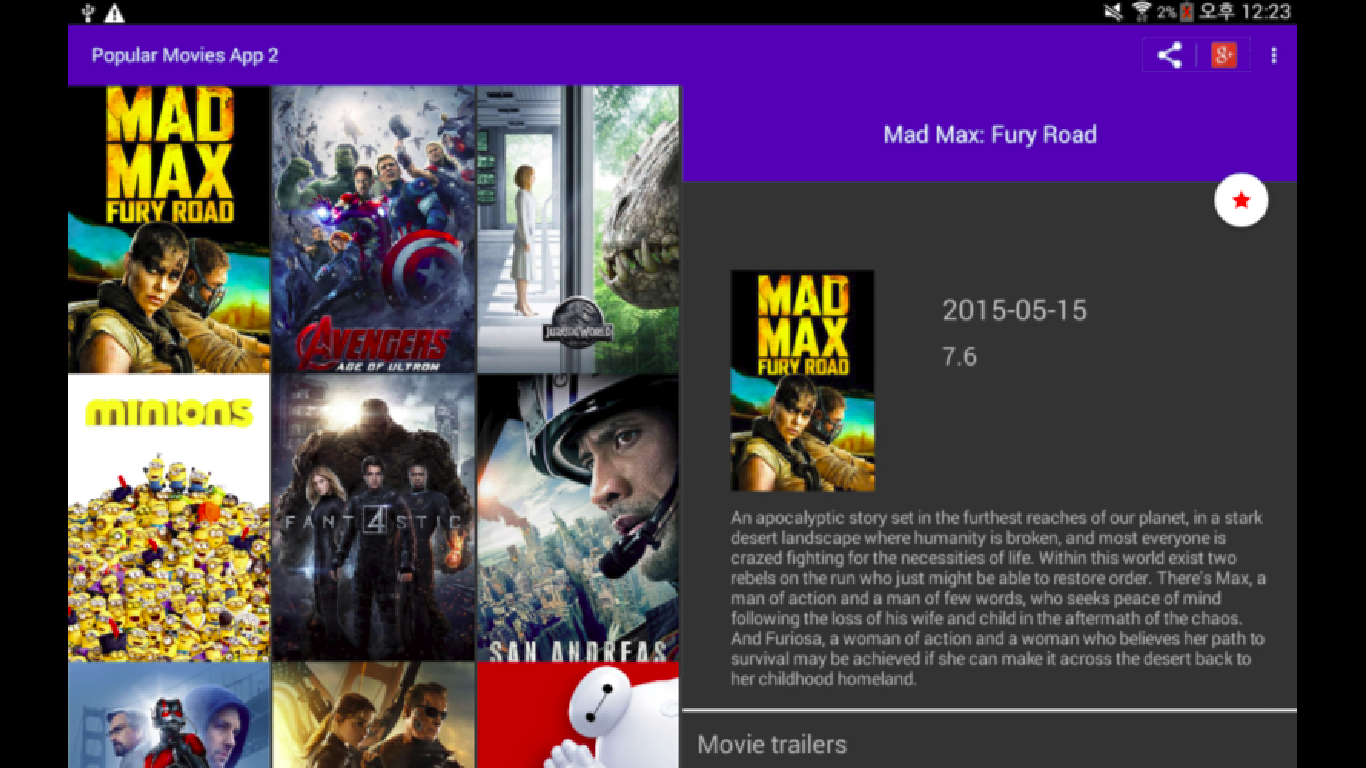 2% 오후 12:23
Popular Movies App 2
8+
MAD
MAX
FURY ROAD
AVENGERS
AGE OF ULTRON
JURASSIC WORLD
minions
FANT4STIC
SAN ANDREAS
Mad Max: Fury Road
MAD
MAX
FURY ROAD
2015-05-15
7.6
An apocalyptic story set in the furthest reaches of our planet, in a stark
desert landscape where humanity is broken, and most everyone is
crazed fighting for the necessities of life. Within this world exist two
rebels on the run who just might be able to restore order. There's Max, a
man of action and a man of few words, who seeks peace of mind
following the loss of his wife and child in the aftermath of the chaos.
And Furiosa, a woman of action and a woman who believes her path to
survival may be achieved if she can make it across the desert back to
her childhood homeland.
Movie trailers